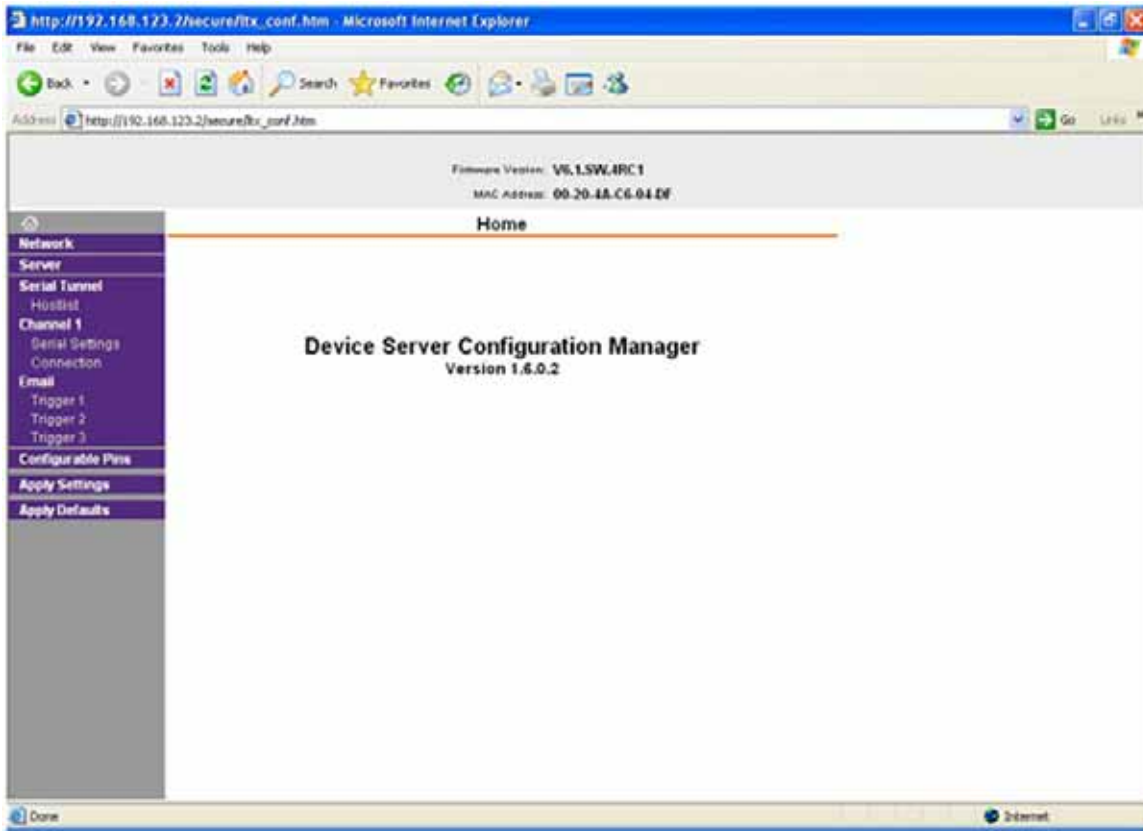 http://192.168.123.2/secure/ltx_conf.htm - Microsoft Internet Explorer
File Edit View Favorites Tools Help
Back Search Favorites
Address http://192.168.123.2/secure/ltx_conf.htm Go Links
Firmware Version: V6.1.SW.4RC1
MAC Address: 00-20-4A-C6-04-DF
Home
Network
Server
Serial Tunnel
Hostlist
Channel 1
Serial Settings
Connection
Email
Trigger 1
Trigger 2
Trigger 3
Configurable Pins
Apply Settings
Apply Defaults
Device Server Configuration Manager
Version 1.6.0.2
Done Internet